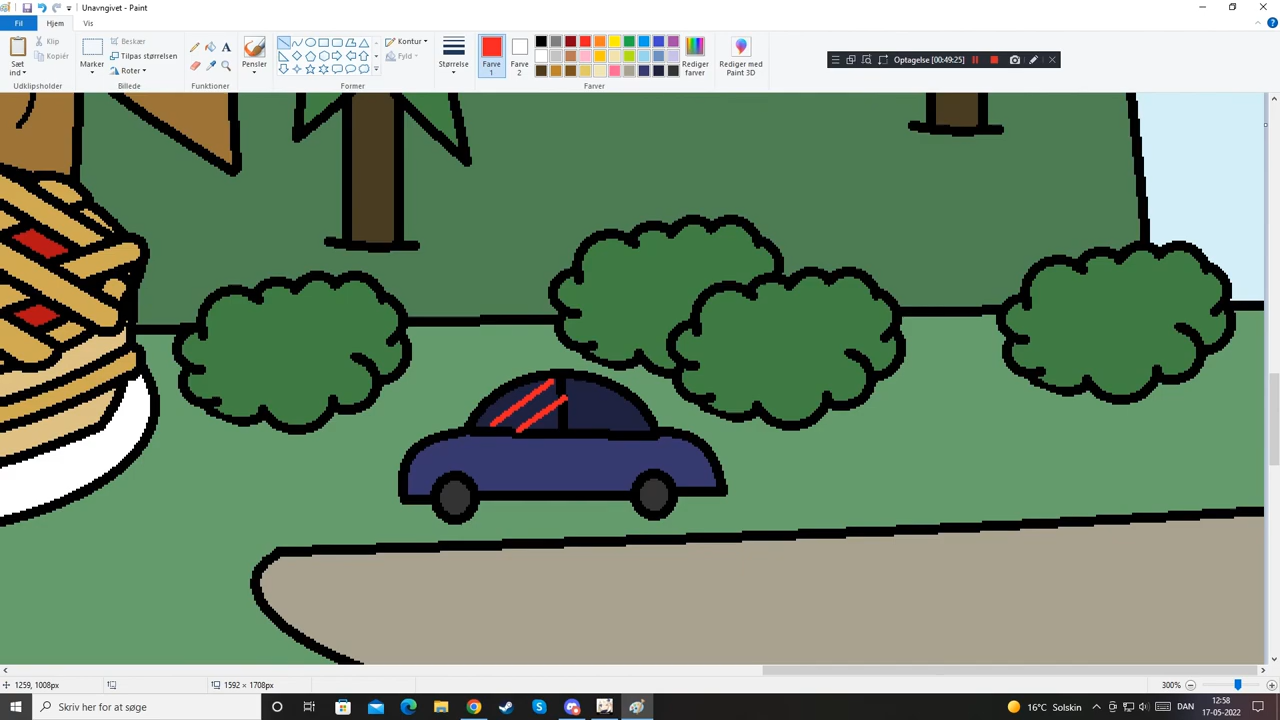 Unavngivet - Paint
Fil Hjem Vis
Sæt ind
Klip
Kopiér
Udklipsholder
Marker
Beskær
Tilpas størrelse
Roter
Billede
A
Funktioner
Pensler
Kontur
Fyld
Former
Størrelse
Farve 1
Farve 2
Farver
Rediger farver
Rediger med Paint 3D
Optagelse [00:49:25]
1259, 1008px
1592 × 1708px
300%
Skriv her for at søge
16°C Solskin
DAN
12:58
17-05-2022